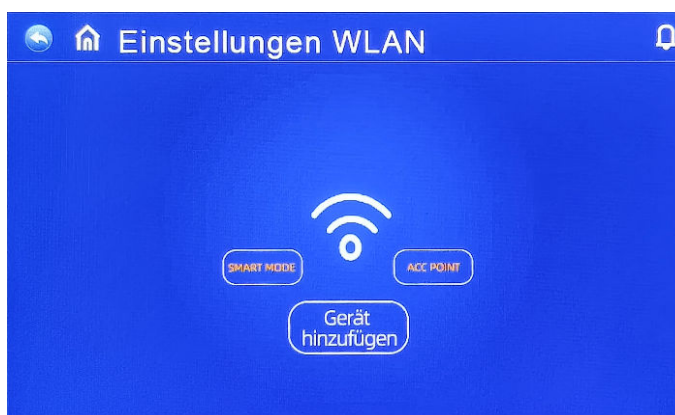 Einstellungen WLAN
SMART MODE
ACC POINT
Gerät
hinzufügen